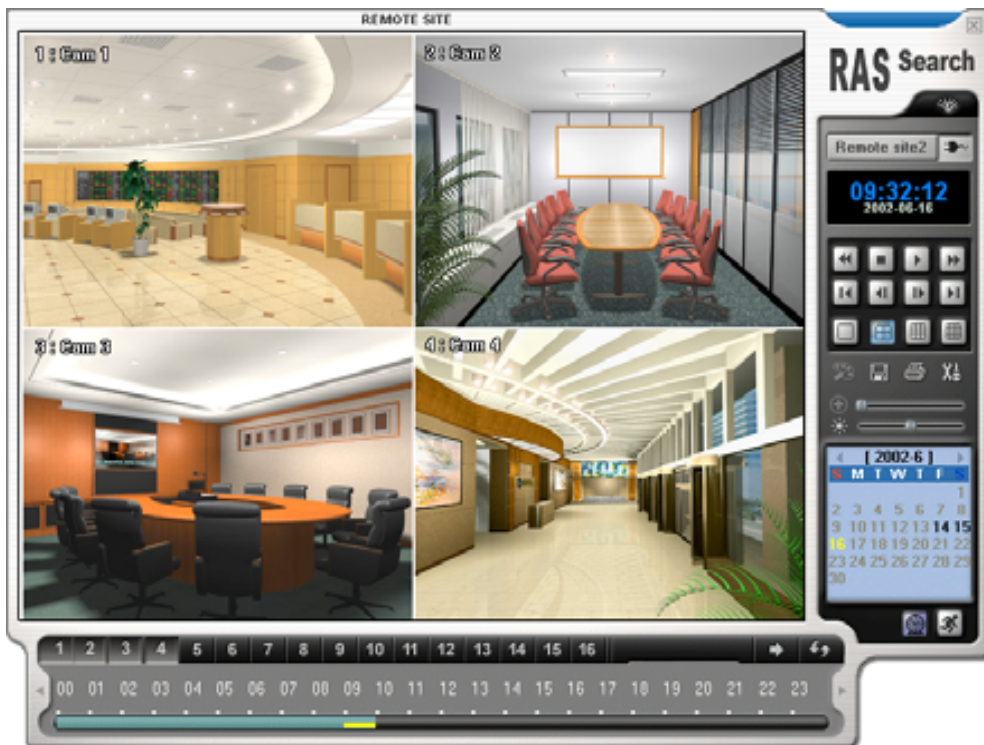 REMOTE SITE
1 : Cam 1
2 : Cam 2
3 : Cam 3
4 : Cam 4
RAS Search
Remote site2
09:32:12
2002-06-16
[ 2002-6 ]
S M T W T F S
1
2 3 4 5 6 7 8
9 10 11 12 13 14 15
16 17 18 19 20 21 22
23 24 25 26 27 28 29
30
1 2 3 4 5 6 7 8 9 10 11 12 13 14 15 16
00 01 02 03 04 05 06 07 08 09 10 11 12 13 14 15 16 17 18 19 20 21 22 23